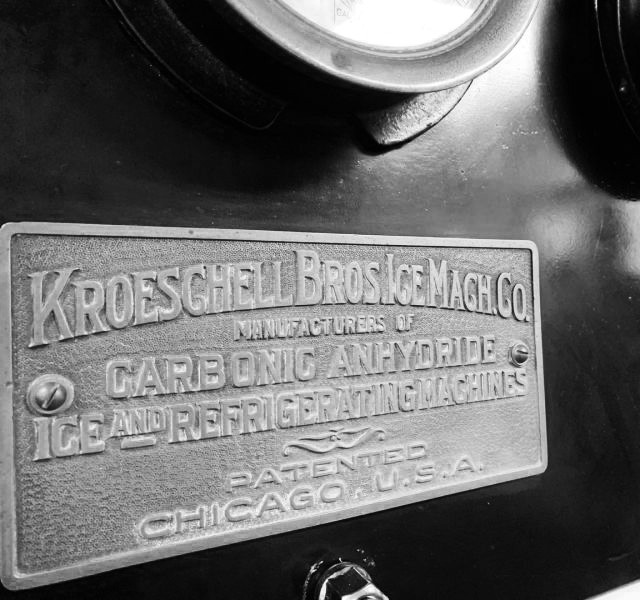 KROESCHELL BROS. ICE MACH. CO.
MANUFACTURERS OF
CARBONIC ANHYDRIDE
ICE AND REFRIGERATING MACHINES
PATENTED
CHICAGO, U.S.A.